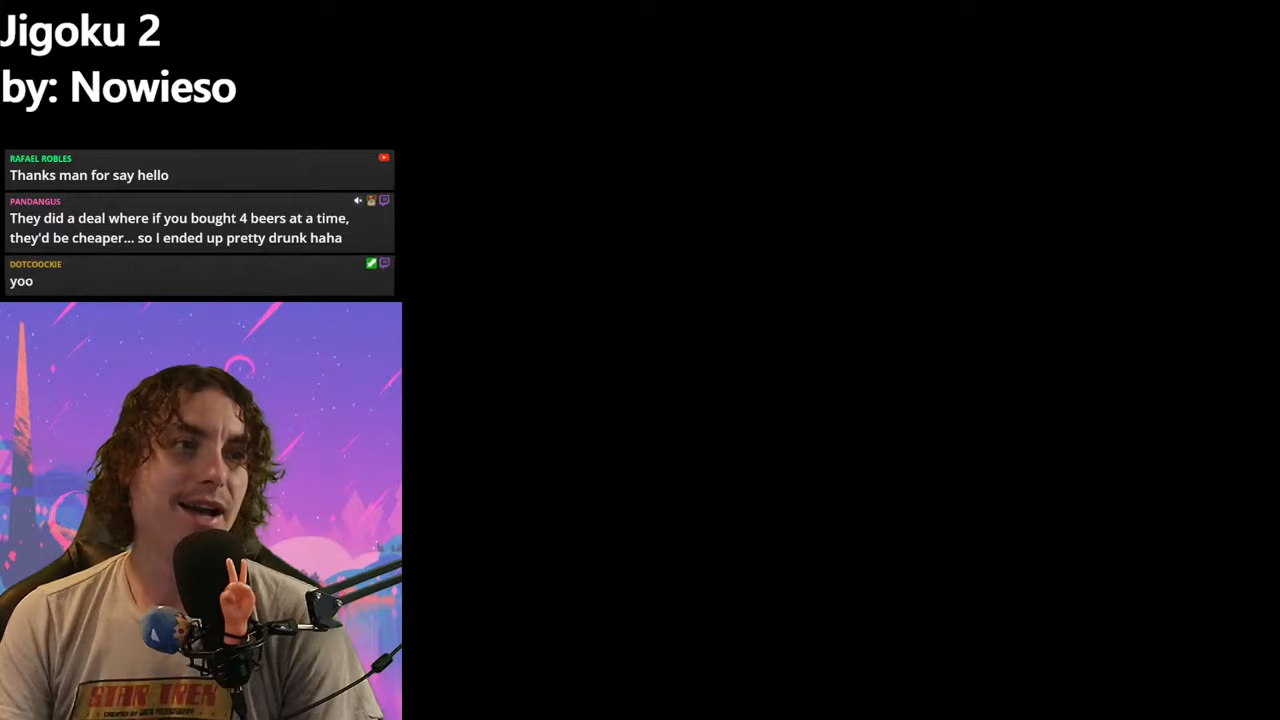 Jigoku 2
by: Nowieso
RAFAEL ROBLES
Thanks man for say hello
PANDANGUS
They did a deal where if you bought 4 beers at a time,
they'd be cheaper... so I ended up pretty drunk haha
DOTCOOCKIE
yoo
STAR TREK